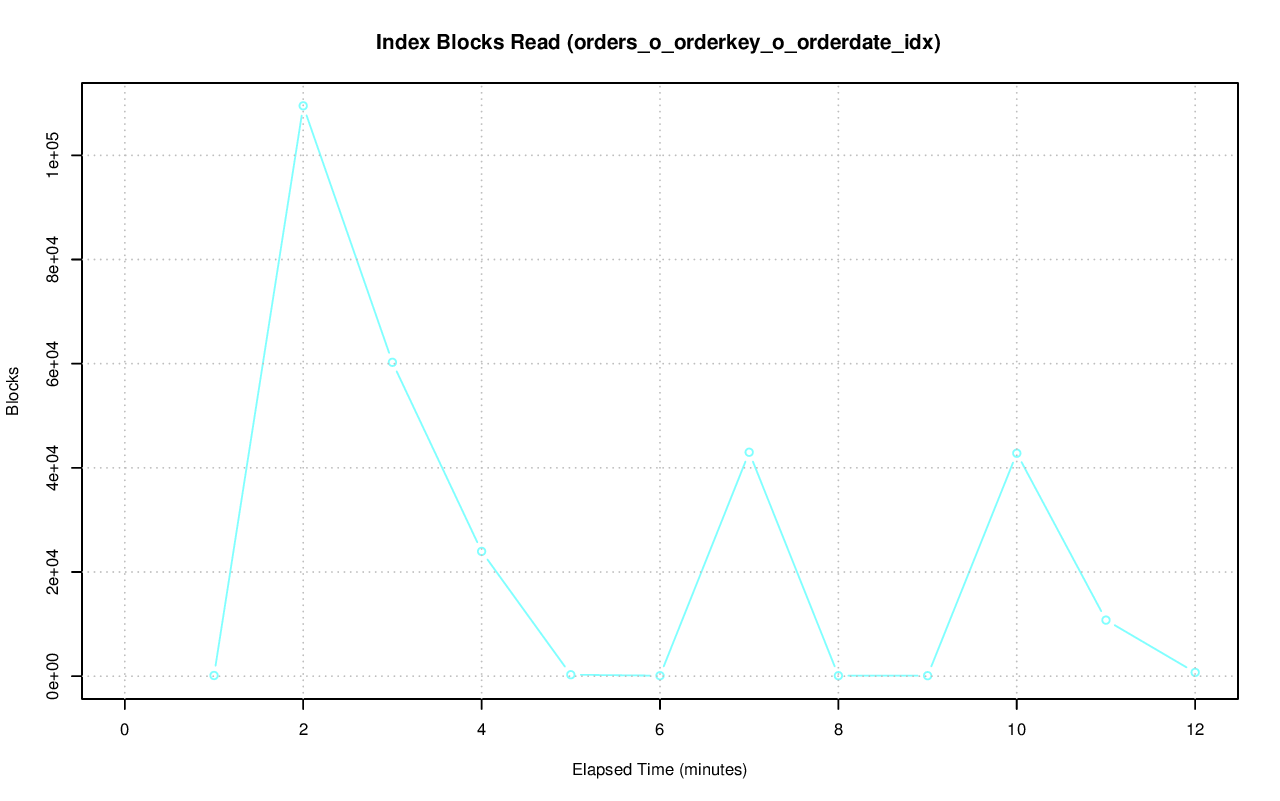 Index Blocks Read (orders_o_orderkey_o_orderdate_idx)
Blocks
1e+05
8e+04
6e+04
4e+04
2e+04
0e+00
0 2 4 6 8 10 12
Elapsed Time (minutes)